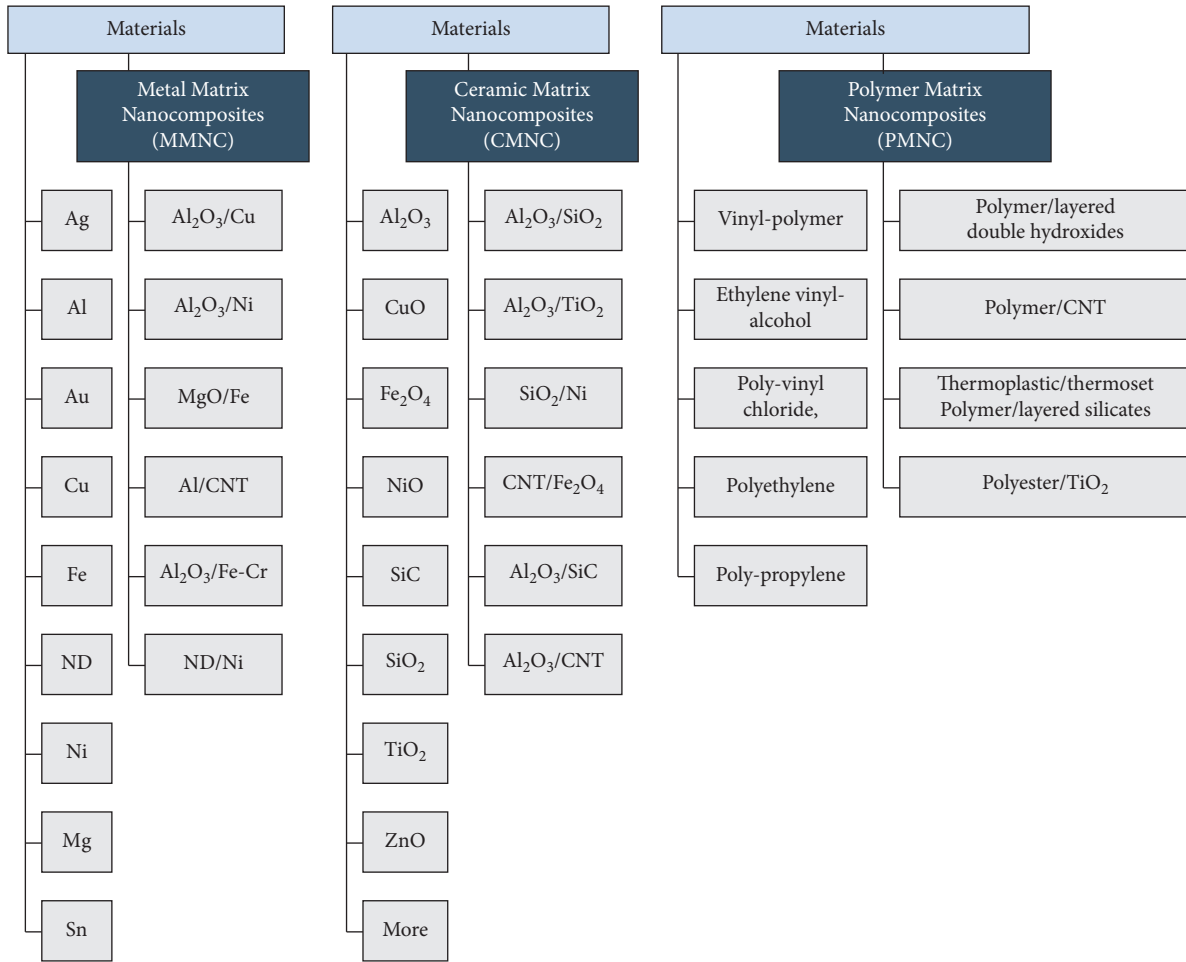 Materials
Metal Matrix
Nanocomposites
(MMNC)
Ag
Al
Au
Cu
Fe
ND
Ni
Mg
Sn
Al₂O₃/Cu
Al₂O₃/Ni
MgO/Fe
Al/CNT
Al₂O₃/Fe-Cr
ND/Ni
Materials
Ceramic Matrix
Nanocomposites
(CMNC)
Al₂O₃
CuO
Fe₂O₄
NiO
SiC
SiO₂
TiO₂
ZnO
More
Al₂O₃/SiO₂
Al₂O₃/TiO₂
SiO₂/Ni
CNT/Fe₂O₄
Al₂O₃/SiC
Al₂O₃/CNT
Materials
Polymer Matrix
Nanocomposites
(PMNC)
Vinyl-polymer
Ethylene vinyl-
alcohol
Poly-vinyl
chloride,
Polyethylene
Poly-propylene
Polymer/layered
double hydroxides
Polymer/CNT
Thermoplastic/thermoset
Polymer/layered silicates
Polyester/TiO₂